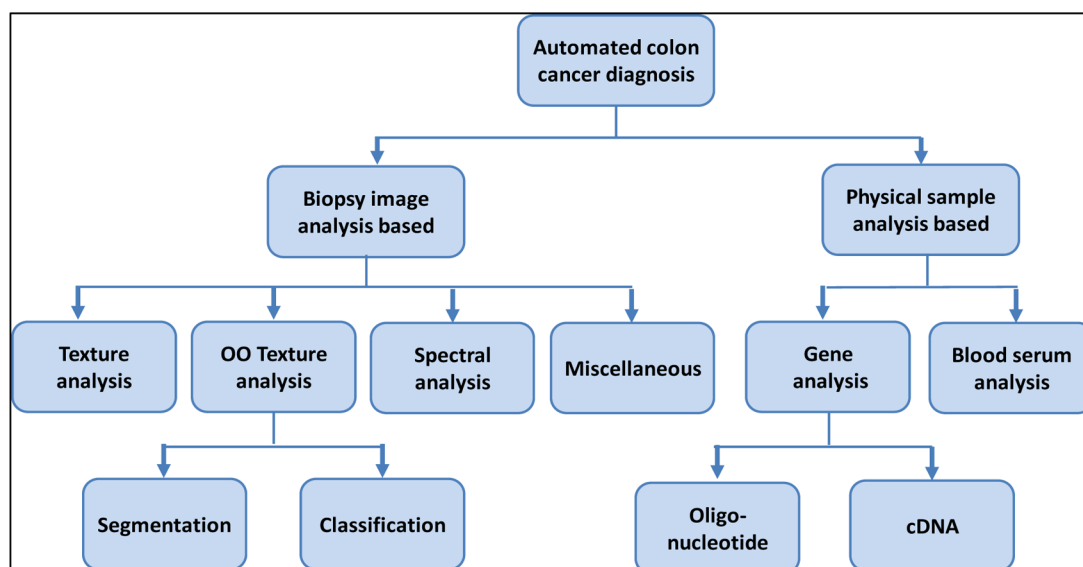 Automated colon
cancer diagnosis
Biopsy image
analysis based
Physical sample
analysis based
Texture
analysis
OO Texture
analysis
Spectral
analysis
Miscellaneous
Gene
analysis
Blood serum
analysis
Segmentation
Classification
Oligo-
nucleotide
cDNA